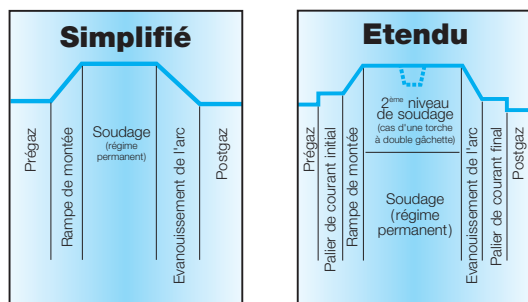 Simplifié
Prégaz
Rampe de montée
Soudage
(régime
permanent)
Evanouissement de l'arc
Postgaz
Etendu
Prégaz
Palier de courant initial
Rampe de montée
2ème niveau
de soudage
(cas d'une torche
à double gâchette)
Soudage
(régime
permanent)
Evanouissement de l'arc
Palier de courant final
Postgaz